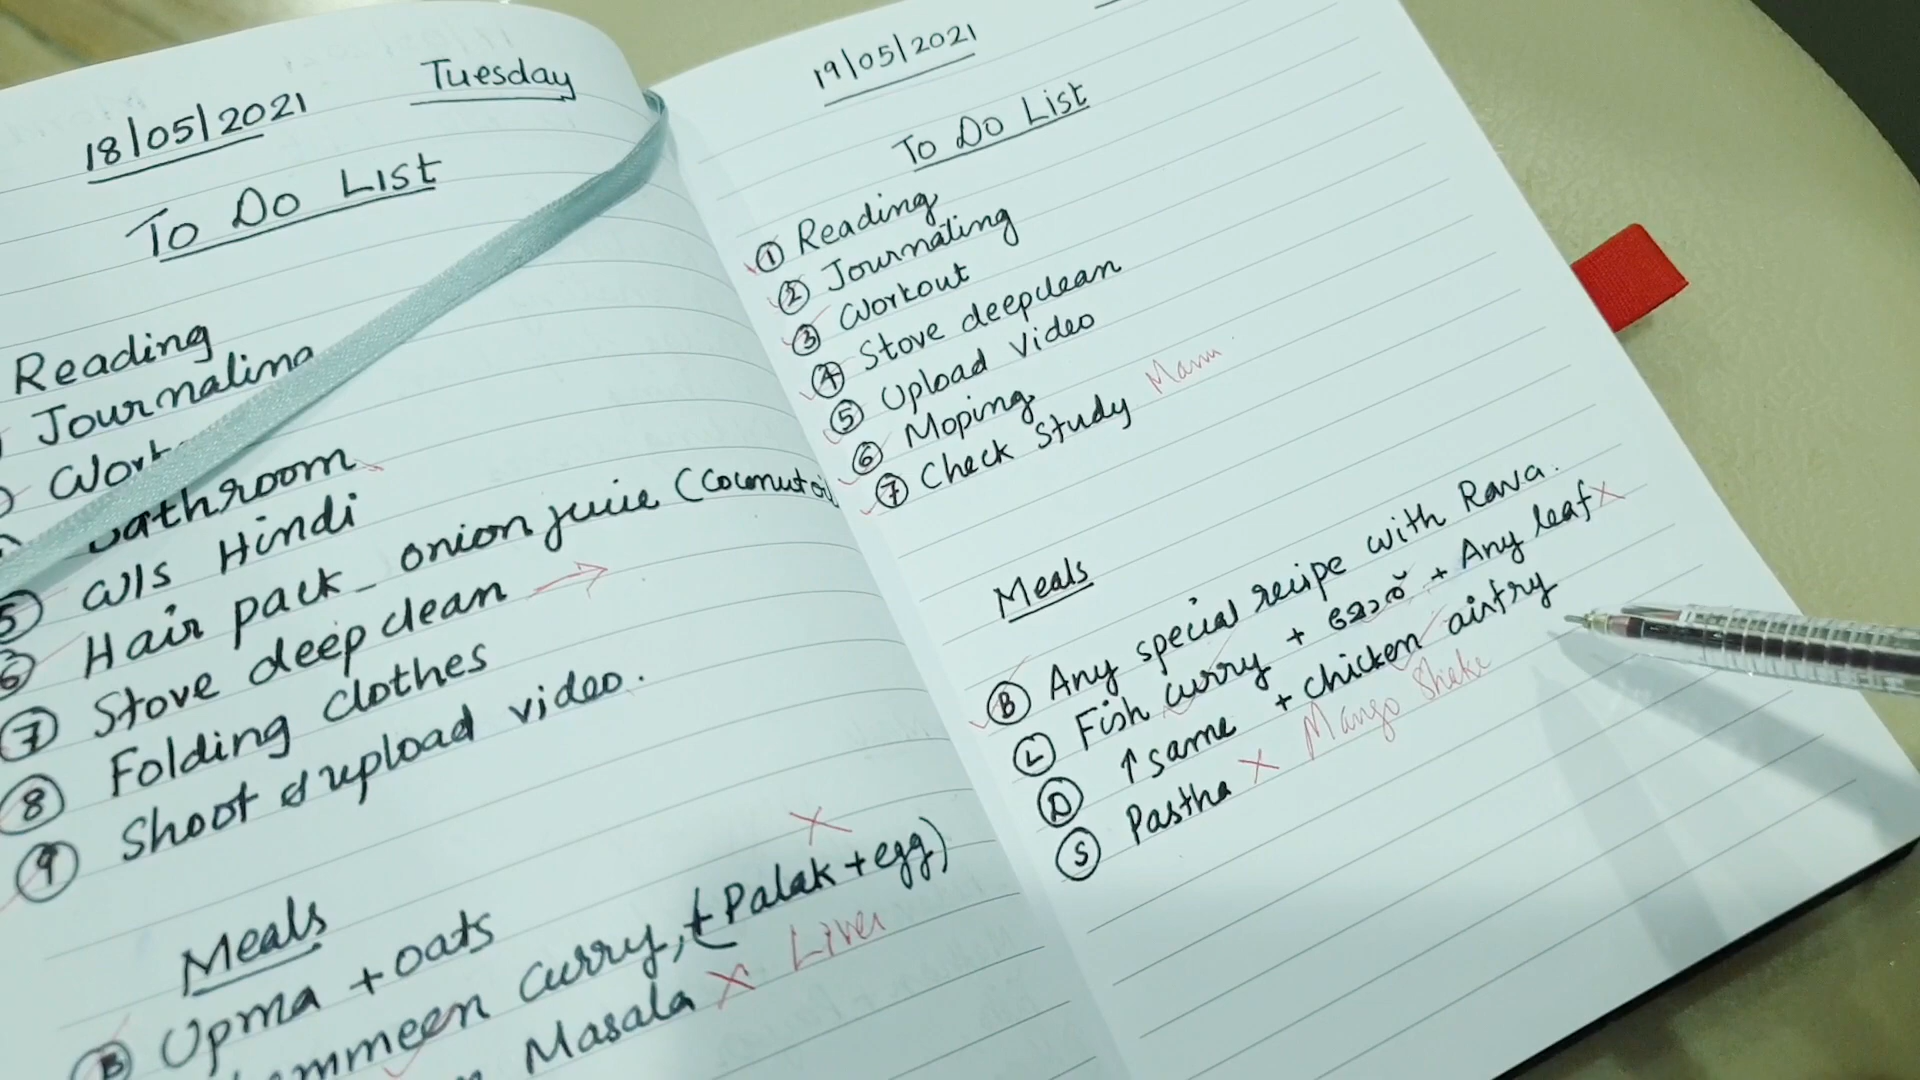 18/05/2021 Tuesday
To Do List
Reading
Journaling
Work
bathroom
5 W/s Hindi
6 Hair pack - onion juice (Coconut oil
7 Stove deep clean →
8 Folding clothes
9 Shoot & upload video.
Meals
B Upma + oats
curry, (+ Palak + egg) X
Masala X Liver
19/05/2021
To Do List
1 Reading
2 Journaling
3 Workout
4 Stove deepclean
5 Upload video
6 Moping
7 Check Study
Meals
B Any special recipe with Rava.
L Fish curry + + Any leaf X
D ↑ same + chicken airfry
S Pastha X Mango Shake